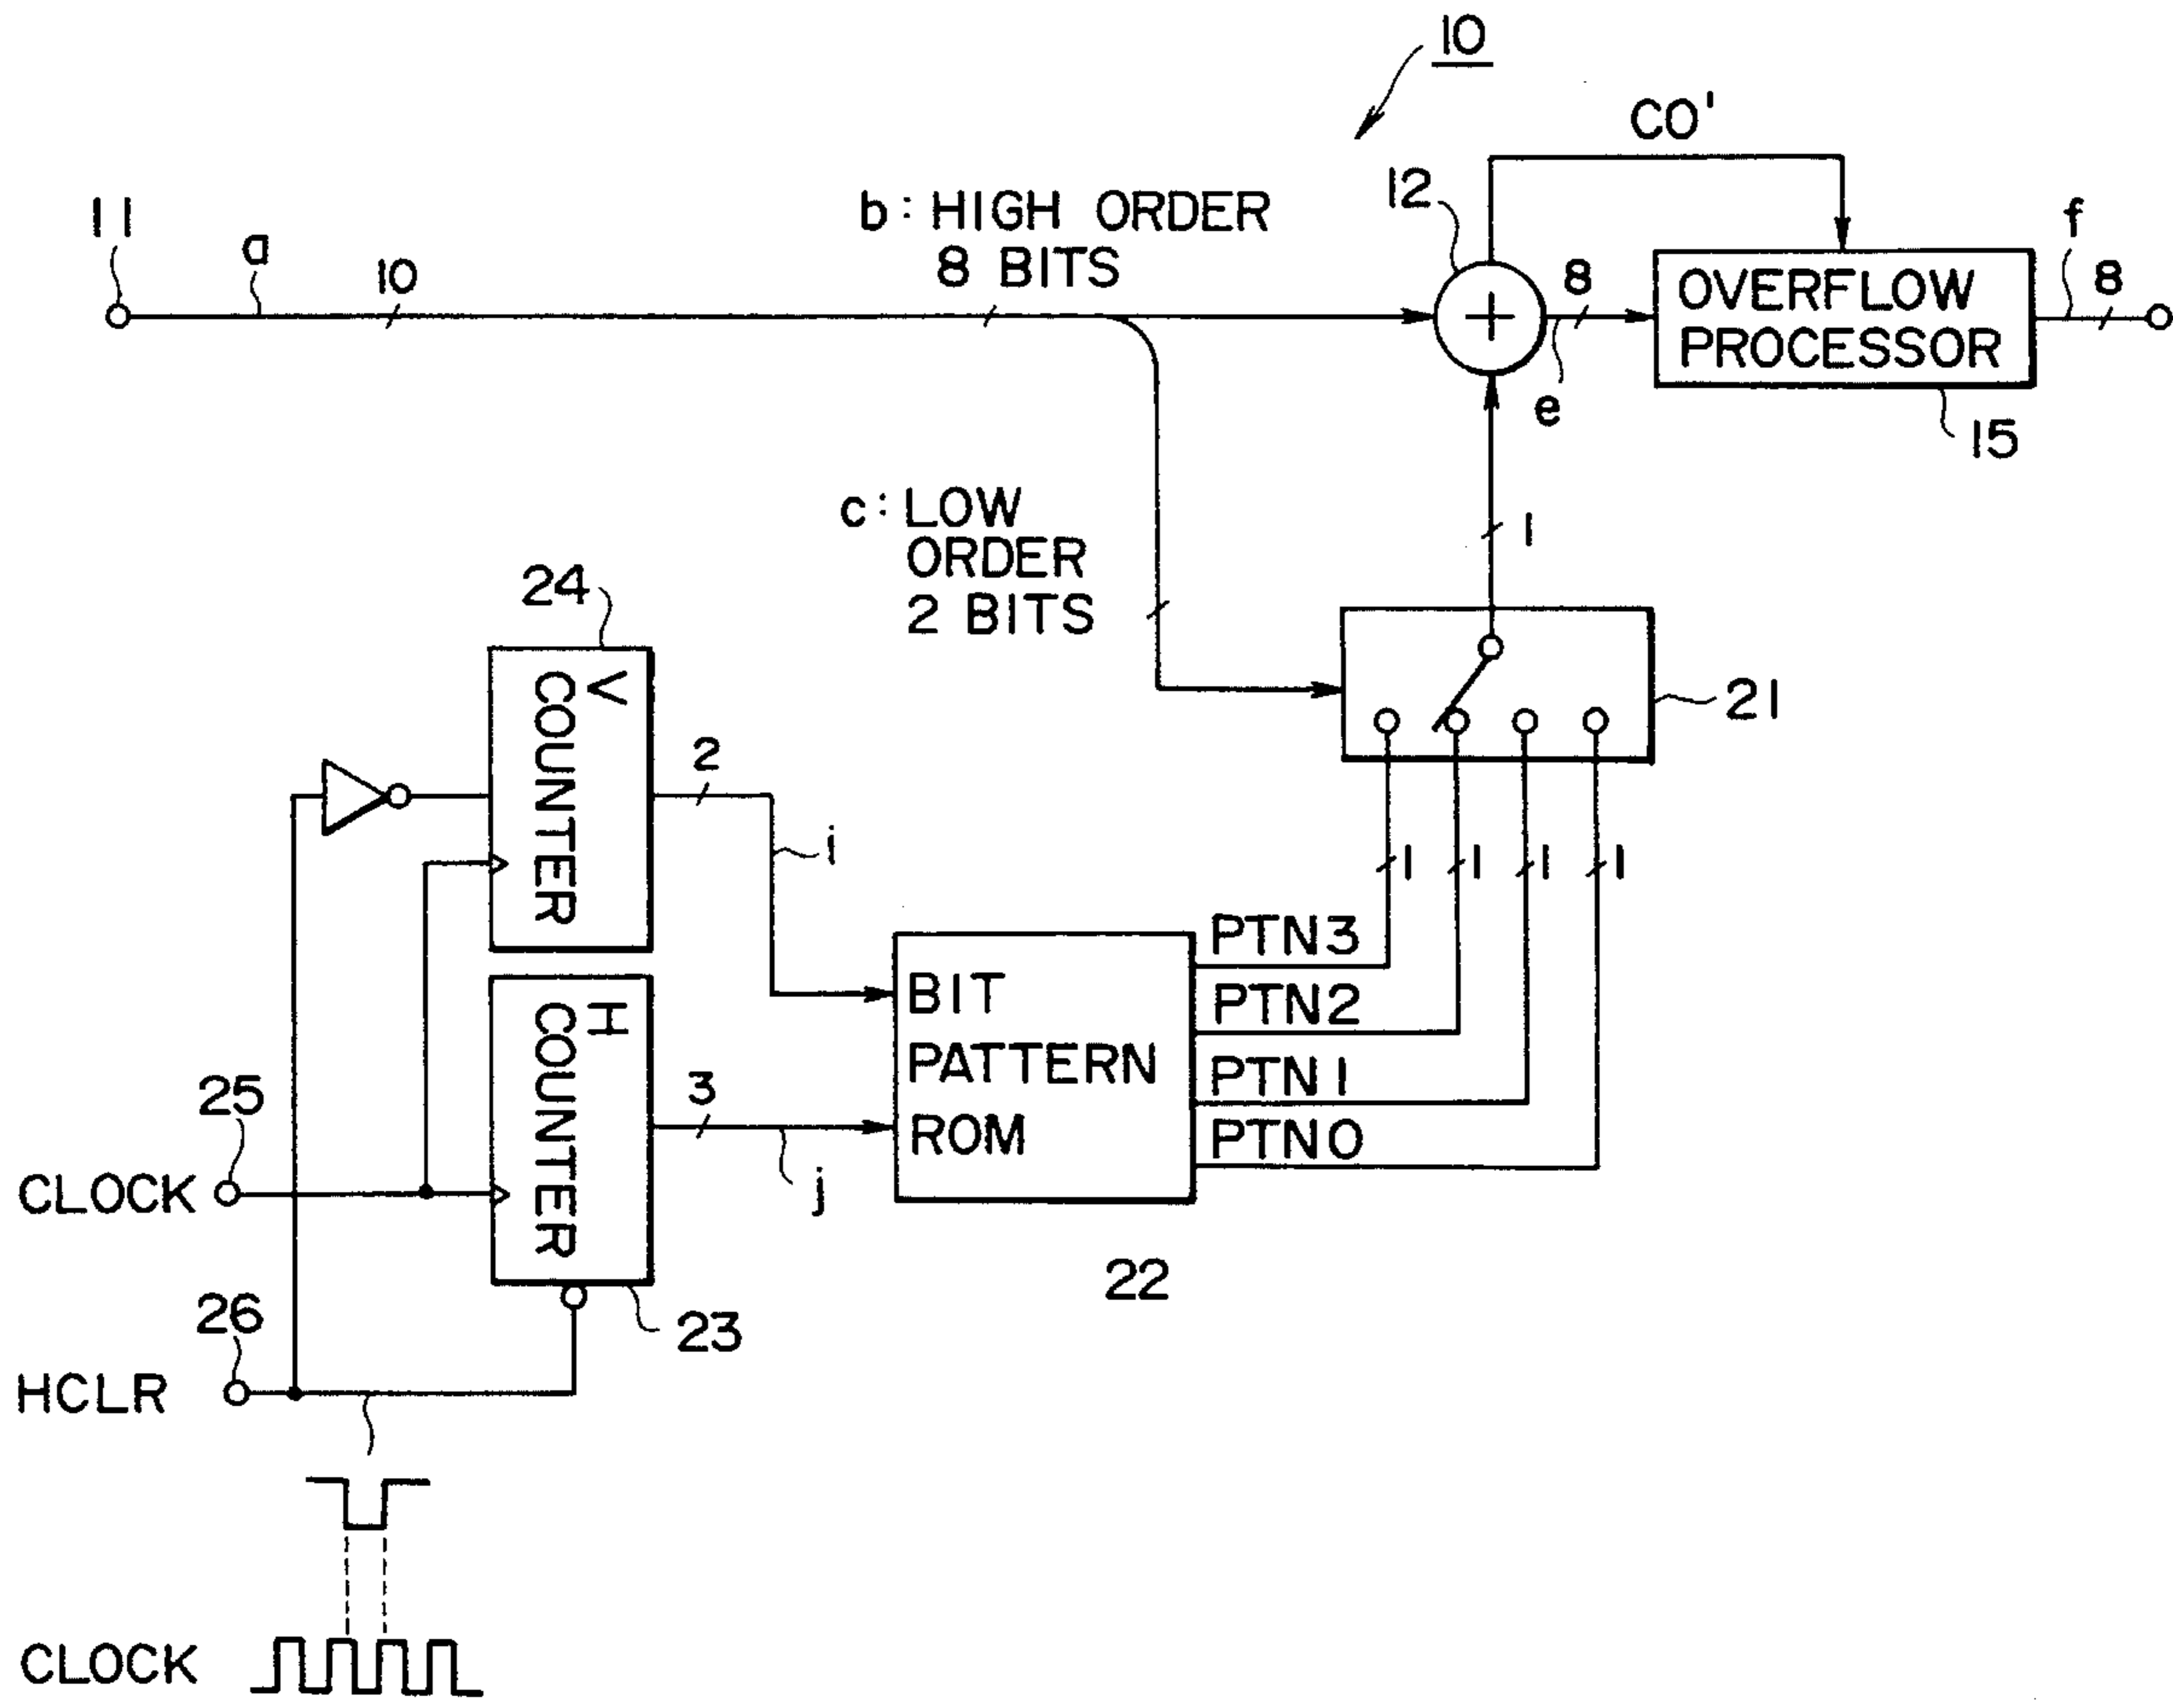 10
CO'
11
a
10
b: HIGH ORDER
8 BITS
12
8
e
OVERFLOW
PROCESSOR
15
f
8
c: LOW
ORDER
2 BITS
1
21
24
V
COUNTER
2
i
1
1
1
1
H
COUNTER
3
j
BIT
PATTERN
ROM
PTN3
PTN2
PTN1
PTN0
22
25
CLOCK
23
26
HCLR
CLOCK